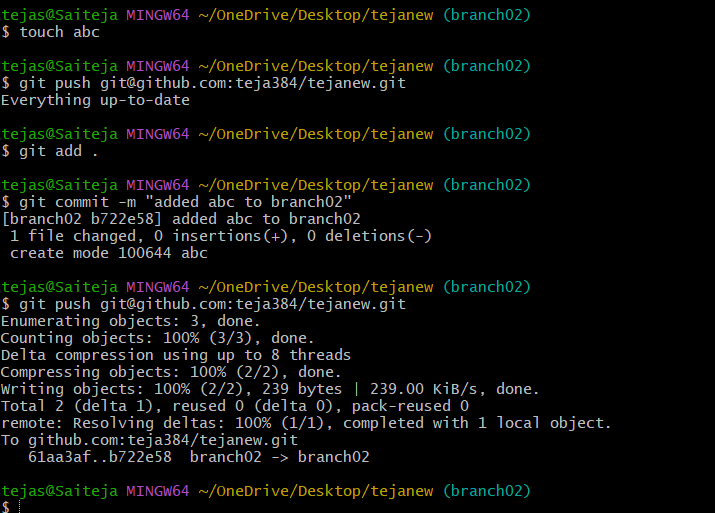 tejas@Saiteja MINGW64 ~/OneDrive/Desktop/tejanew (branch02)
$ touch abc
tejas@Saiteja MINGW64 ~/OneDrive/Desktop/tejanew (branch02)
$ git push git@github.com:teja384/tejanew.git
Everything up-to-date
tejas@Saiteja MINGW64 ~/OneDrive/Desktop/tejanew (branch02)
$ git add .
tejas@Saiteja MINGW64 ~/OneDrive/Desktop/tejanew (branch02)
$ git commit -m "added abc to branch02"
[branch02 b722e58] added abc to branch02
 1 file changed, 0 insertions(+), 0 deletions(-)
 create mode 100644 abc
tejas@Saiteja MINGW64 ~/OneDrive/Desktop/tejanew (branch02)
$ git push git@github.com:teja384/tejanew.git
Enumerating objects: 3, done.
Counting objects: 100% (3/3), done.
Delta compression using up to 8 threads
Compressing objects: 100% (2/2), done.
Writing objects: 100% (2/2), 239 bytes | 239.00 KiB/s, done.
Total 2 (delta 1), reused 0 (delta 0), pack-reused 0
remote: Resolving deltas: 100% (1/1), completed with 1 local object.
To github.com:teja384/tejanew.git
   61aa3af..b722e58  branch02 -> branch02
tejas@Saiteja MINGW64 ~/OneDrive/Desktop/tejanew (branch02)
$